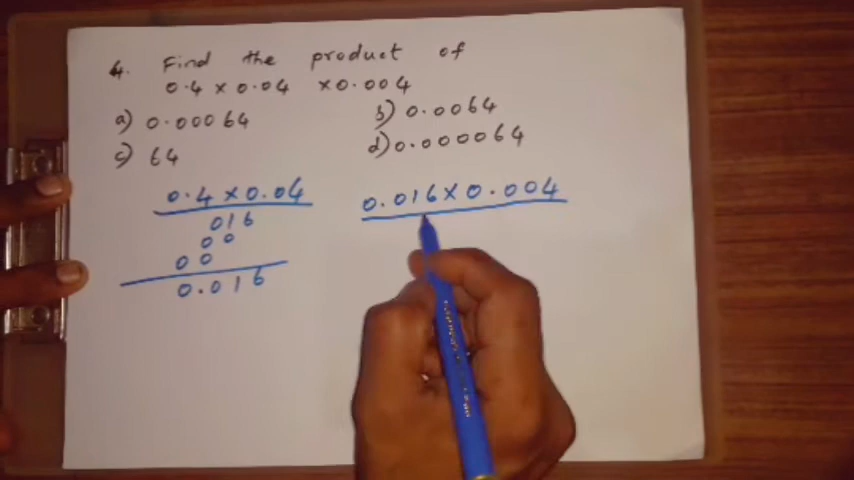 4. Find the product of
0.4 × 0.04 × 0.004
a) 0.00064 b) 0.0064
c) 64 d) 0.000064
0.4 × 0.04
016
00
00
0.016
0.016 × 0.004